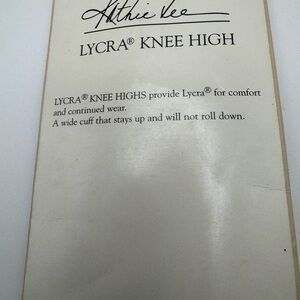 Kathie Lee
LYCRA® KNEE HIGH
LYCRA® KNEE HIGHS provide Lycra® for comfort
and continued wear.
A wide cuff that stays up and will not roll down.